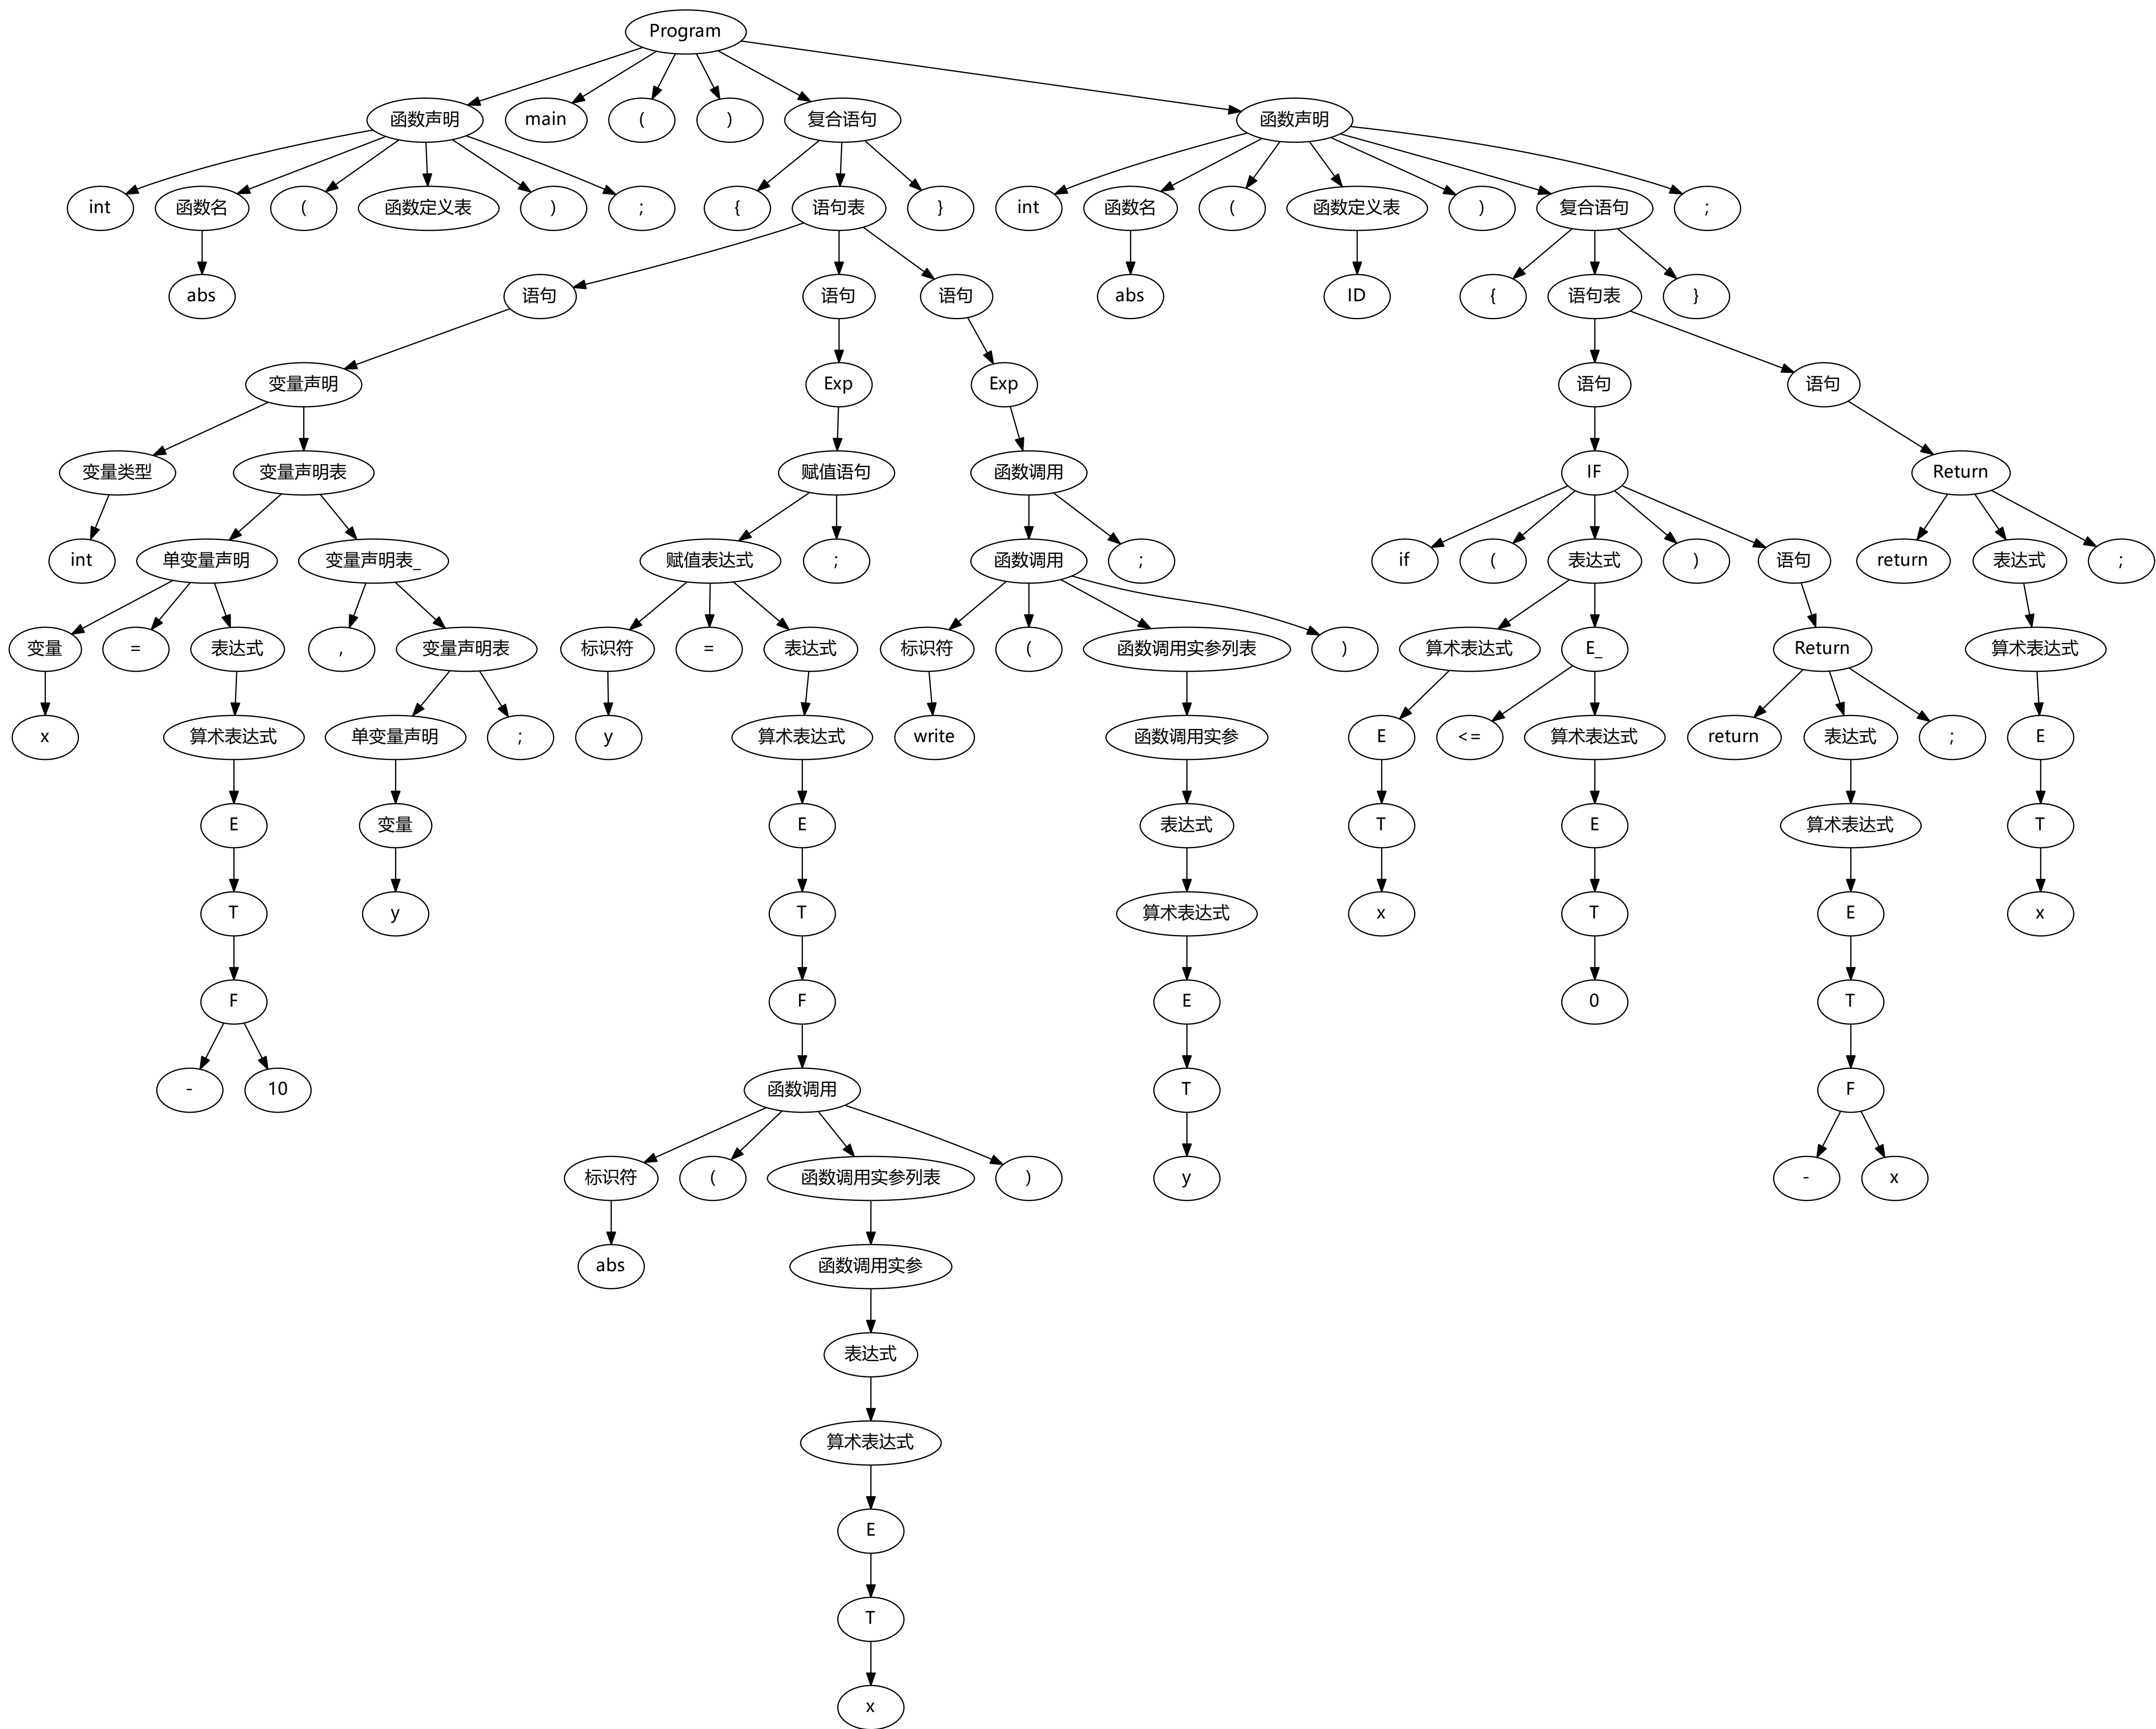 Program
函数声明
main
(
)
复合语句
函数声明
int
函数名
(
函数定义表
)
;
{
语句表
}
int
函数名
(
函数定义表
)
复合语句
;
abs
语句
语句
语句
abs
ID
{
语句表
}
变量声明
Exp
Exp
语句
语句
变量类型
变量声明表
赋值语句
函数调用
IF
Return
int
单变量声明
变量声明表_
赋值表达式
;
函数调用
;
if
(
表达式
)
语句
return
表达式
;
变量
=
表达式
,
变量声明表
标识符
=
表达式
标识符
(
函数调用实参列表
)
算术表达式
E_
Return
算术表达式
x
算术表达式
单变量声明
;
y
算术表达式
write
函数调用实参
E
<=
算术表达式
return
表达式
;
E
E
变量
E
表达式
T
E
算术表达式
T
T
y
T
算术表达式
x
T
E
x
F
F
E
0
T
-
10
函数调用
T
F
标识符
(
函数调用实参列表
)
y
-
x
abs
函数调用实参
表达式
算术表达式
E
T
x